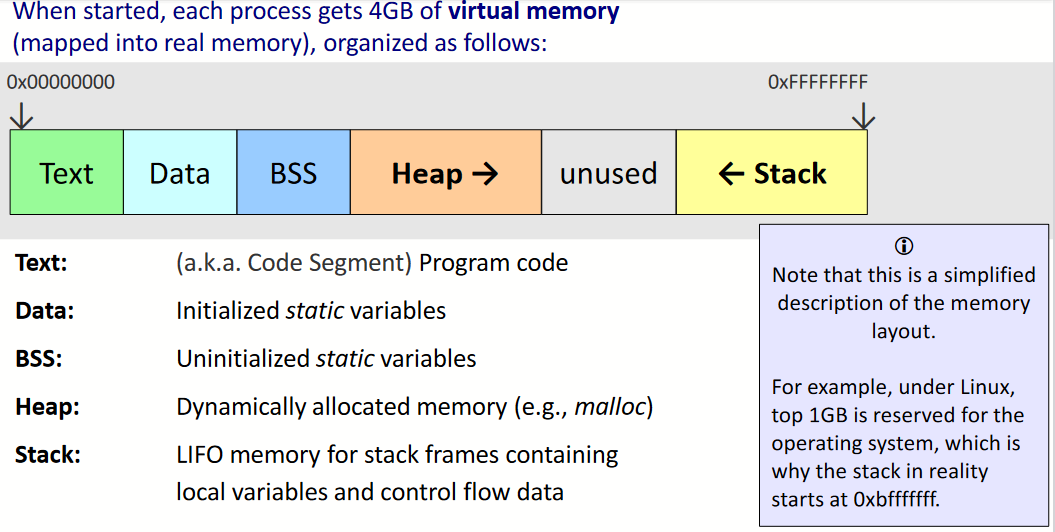 When started, each process gets 4GB of virtual memory
(mapped into real memory), organized as follows:
0x00000000
0xFFFFFFFF
Text
Data
BSS
Heap →
unused
← Stack
Text: (a.k.a. Code Segment) Program code
Data: Initialized static variables
BSS: Uninitialized static variables
Heap: Dynamically allocated memory (e.g., malloc)
Stack: LIFO memory for stack frames containing
local variables and control flow data
Note that this is a simplified
description of the memory
layout.
For example, under Linux,
top 1GB is reserved for the
operating system, which is
why the stack in reality
starts at 0xbfffffff.